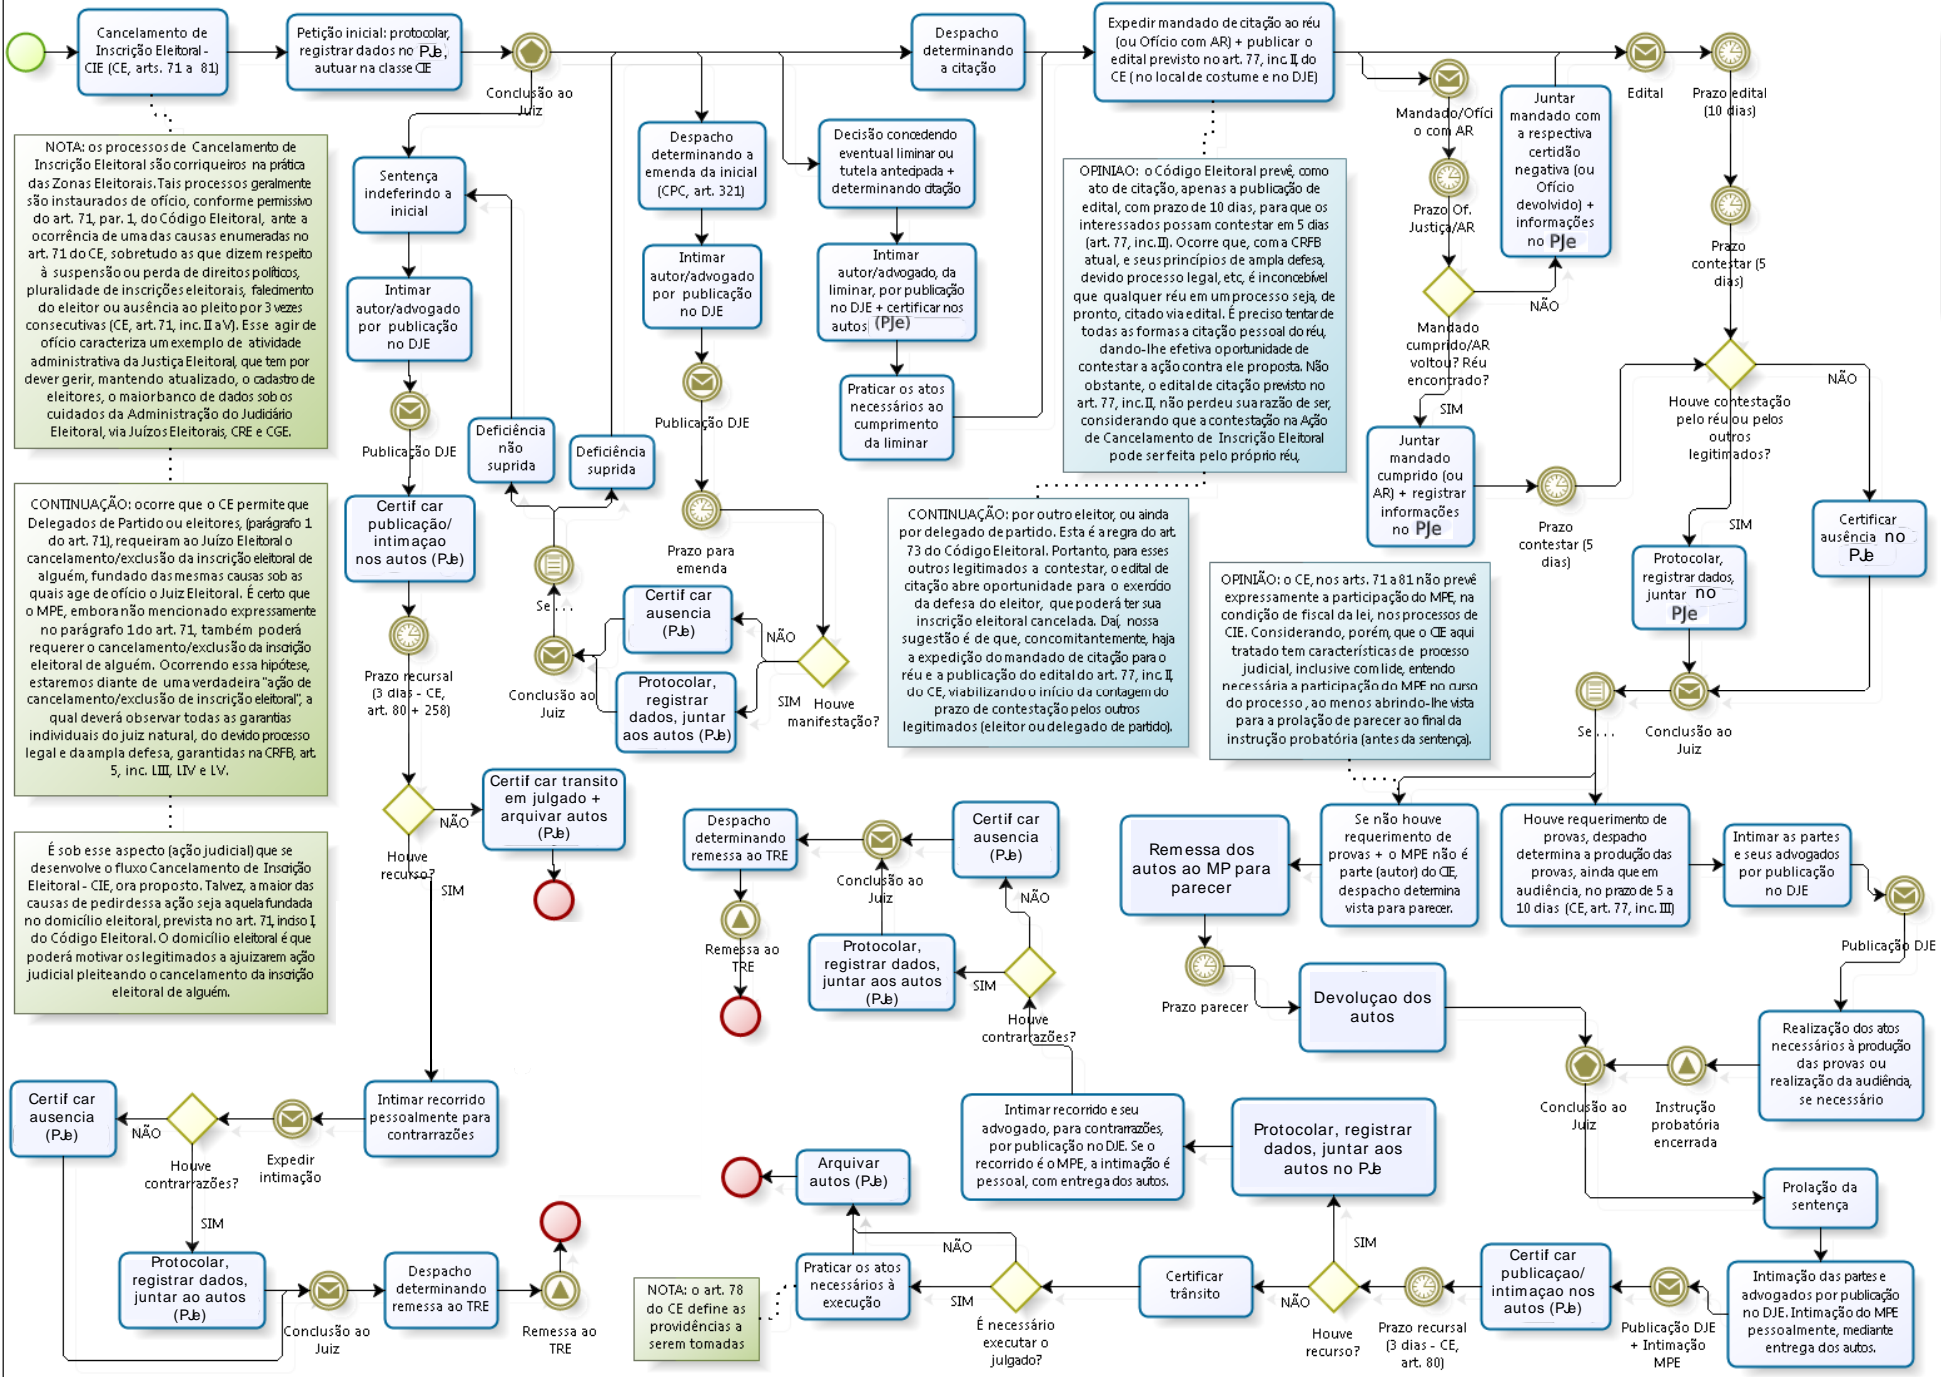 Cancelamento de
Inscrição Eleitoral -
CIE (CE, arts. 71 a 81)
Petição inicial: protocolar,
registrar dados no PJe,
autuar na classe CIE
Conclusão ao
Juiz
Despacho
determinando
a citação
Expedir mandado de citação ao réu
(ou Ofício com AR) + publicar o
edital previsto no art. 77, inc. II, do
CE ( no local de costume e no DJE)
Mandado/Ofíci
o com AR
Edital
Prazo edital
(10 dias)
NOTA: os processos de Cancelamento de
Inscrição Eleitoral são corriqueiros na prática
das Zonas Eleitorais. Tais processos geralmente
são instaurados de ofício, conforme permissivo
do art. 71, par. 1, do Código Eleitoral, ante a
ocorrência de uma das causas enumeradas no
art. 71 do CE, sobretudo as que dizem respeito
à suspensão ou perda de direitos políticos,
pluralidade de inscrições eleitorais, falecimento
do eleitor ou ausência ao pleito por 3 vezes
consecutivas (CE, art. 71, inc. II a V). Esse agir de
ofício caracteriza um exemplo de atividade
administrativa da Justiça Eleitoral, que tem por
dever gerir, mantendo atualizado, o cadastro de
eleitores, o maior banco de dados sob os
cuidados da Administração do Judiciário
Eleitoral, via Juízos Eleitorais, CRE e CGE.
CONTINUAÇÃO: ocorre que o CE permite que
Delegados de Partido ou eleitores, (parágrafo 1
do art. 71), requeiram ao Juízo Eleitoral o
cancelamento/exclusão da inscrição eleitoral de
alguém, fundado das mesmas causas sob as
quais age de ofício o Juiz Eleitoral. É certo que
o MPE, embora não mencionado expressamente
no parágrafo 1 do art. 71, também poderá
requerer o cancelamento/exclusão da inscrição
eleitoral de alguém. Ocorrendo essa hipótese,
estaremos diante de uma verdadeira "ação de
cancelamento/exclusão de inscrição eleitoral", a
qual deverá observar todas as garantias
individuais do juiz natural, do devido processo
legal e da ampla defesa, garantidas na CRFB, art.
5, inc. LIII, LIV e LV.
É sob esse aspecto (ação judicial) que se
desenvolve o fluxo Cancelamento de Inscrição
Eleitoral - CIE, ora proposto. Talvez, a maior das
causas de pedir dessa ação seja aquela fundada
no domicílio eleitoral, prevista no art. 71, inciso I,
do Código Eleitoral. O domicílio eleitoral é que
poderá motivar os legitimados a ajuizarem ação
judicial pleiteando o cancelamento da inscrição
eleitoral de alguém.
Sentença
indeferindo a
inicial
Intimar
autor/advogado
por publicação
no DJE
Publicação DJE
Certif car
publicação/
intimaçao
nos autos (PJe)
Prazo recursal
(3 dias - CE,
art. 80 + 258)
Houve
recurso?
NÃO
SIM
Certif car transito
em julgado +
arquivar autos
(PJe)
Deficiência
não
suprida
Deficiência
suprida
Se . . .
Conclusão ao
Juiz
Despacho
determinando a
emenda da inicial
(CPC, art. 321)
Intimar
autor/advogado
por publicação
no DJE
Publicação DJE
Prazo para
emenda
Certif car
ausencia
(PJe)
NÃO
Protocolar,
registrar
dados, juntar
aos autos (PJe)
SIM
Houve
manifestação?
Decisão concedendo
eventual liminar ou
tutela antecipada +
determinando citação
Intimar
autor/advogado, da
liminar, por publicação
no DJE + certificar nos
autos (PJe)
Praticar os atos
necessários ao
cumprimento
da liminar
OPINIAO: o Código Eleitoral prevê, como
ato de citação, apenas a publicação de
edital, com prazo de 10 dias, para que os
interessados possam contestar em 5 dias
(art. 77, inc. II). Ocorre que, com a CRFB
atual, e seus princípios de ampla defesa,
devido processo legal, etc, é inconcebível
que qualquer réu em um processo seja, de
pronto, citado via edital. É preciso tentar de
todas as formas a citação pessoal do réu,
dando-lhe efetiva oportunidade de
contestar a ação contra ele proposta. Não
obstante, o edital de citação previsto no
art. 77, inc. II, não perdeu sua razão de ser,
considerando que a contestação na Ação
de Cancelamento de Inscrição Eleitoral
pode ser feita pelo próprio réu,
CONTINUAÇÃO: por outro eleitor, ou ainda
por delegado de partido. Esta é a regra do art.
73 do Código Eleitoral. Portanto, para esses
outros legitimados a contestar, o edital de
citação abre oportunidade para o exercício
da defesa do eleitor, que poderá ter sua
inscrição eleitoral cancelada. Daí, nossa
sugestão é de que, concomitantemente, haja
a expedição do mandado de citação para o
réu e a publicação do edital do art. 77, inc. II,
do CE, viabilizando o início da contagem do
prazo de contestação pelos outros
legitimados (eleitor ou delegado de partido).
OPINIÃO: o CE, nos arts. 71 a 81 não prevê
expressamente a participação do MPE, na
condição de fiscal da lei, nos processos de
CIE. Considerando, porém, que o CIE aqui
tratado tem características de processo
judicial, inclusive com lide, entendo
necessária a participação do MPE no curso
do processo , ao menos abrindo-lhe vista
para a prolação de parecer ao final da
instrução probatória (antes da sentença).
Prazo Of.
Justiça/AR
Mandado
cumprido/AR
voltou? Réu
encontrado?
NÃO
SIM
Juntar
mandado com
a respectiva
certidão
negativa (ou
Ofício
devolvido) +
informações
no PJe
Juntar
mandado
cumprido (ou
AR) + registrar
informações
no PJe
Prazo
contestar (5
dias)
Prazo
contestar (5
dias)
Houve contestação
pelo réu ou pelos
outros
legitimados?
NÃO
SIM
Certificar
ausência no
PJe
Protocolar,
registrar dados,
juntar no
PJe
Conclusão ao
Juiz
Se . . .
Se não houve
requerimento de
provas + o MPE não é
parte (autor) do CIE,
despacho determina
vista para parecer.
Houve requerimento de
provas, despacho
determina a produção das
provas, ainda que em
audiência, no prazo de 5 a
10 dias (CE, art. 77, inc. III)
Intimar as partes
e seus advogados
por publicação
no DJE
Publicação DJE
Remessa dos
autos ao MP para
parecer
Prazo parecer
Devoluçao dos
autos
Realização dos atos
necessários à produção
das provas ou
realização da audiência,
se necessário
Instrução
probatória
encerrada
Conclusão ao
Juiz
Prolação da
sentença
Intimação das partes e
advogados por publicação
no DJE. Intimação do MPE
pessoalmente, mediante
entrega dos autos.
Publicação DJE
+ Intimação
MPE
Certif car
publicaçao/
intimaçao nos
autos (PJe)
Prazo recursal
(3 dias - CE,
art. 80)
Houve
recurso?
SIM
NÃO
Protocolar, registrar
dados, juntar aos
autos no PJe
Intimar recorrido e seu
advogado, para contrarrazões,
por publicação no DJE. Se o
recorrido é o MPE, a intimação é
pessoal, com entrega dos autos.
Houve
contrarrazões?
NÃO
SIM
Certif car
ausencia
(PJe)
Protocolar,
registrar dados,
juntar aos autos
(PJe)
Conclusão ao
Juiz
Despacho
determinando
remessa ao TRE
Remessa ao
TRE
Certificar
trânsito
É necessário
executar o
julgado?
NÃO
SIM
Praticar os atos
necessários à
execução
Arquivar
autos (PJe)
NOTA: o art. 78
do CE define as
providências a
serem tomadas
Intimar recorrido
pessoalmente para
contrarrazões
Expedir
intimação
Houve
contrarrazões?
NÃO
SIM
Certif car
ausencia
(PJe)
Protocolar,
registrar dados,
juntar ao autos
(PJe)
Conclusão ao
Juiz
Despacho
determinando
remessa ao TRE
Remessa ao
TRE